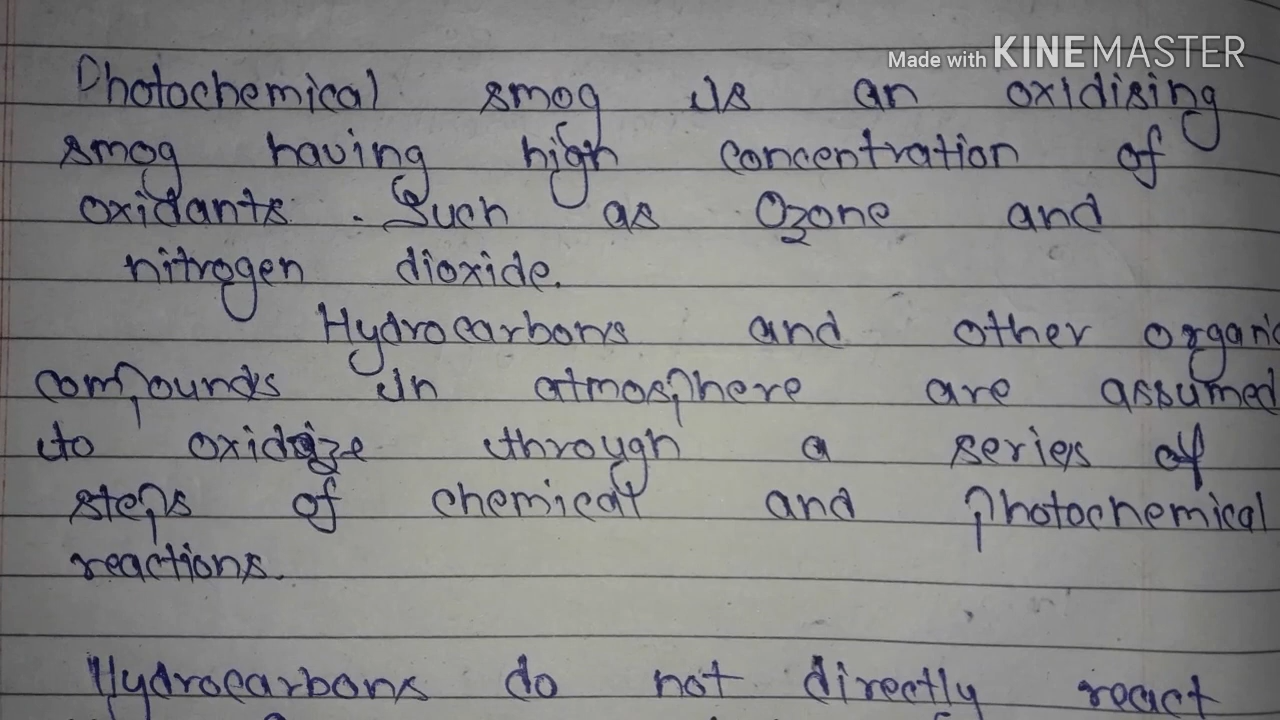 Made with KINEMASTER
Photochemical smog is an oxidising
smog having high concentration of
oxidants. Such as Ozone and
nitrogen dioxide.
Hydrocarbons and other organic
compounds in atmosphere are assumed
to oxidize through a series of
steps of chemical and photochemical
reactions.
Hydrocarbons do not directly react